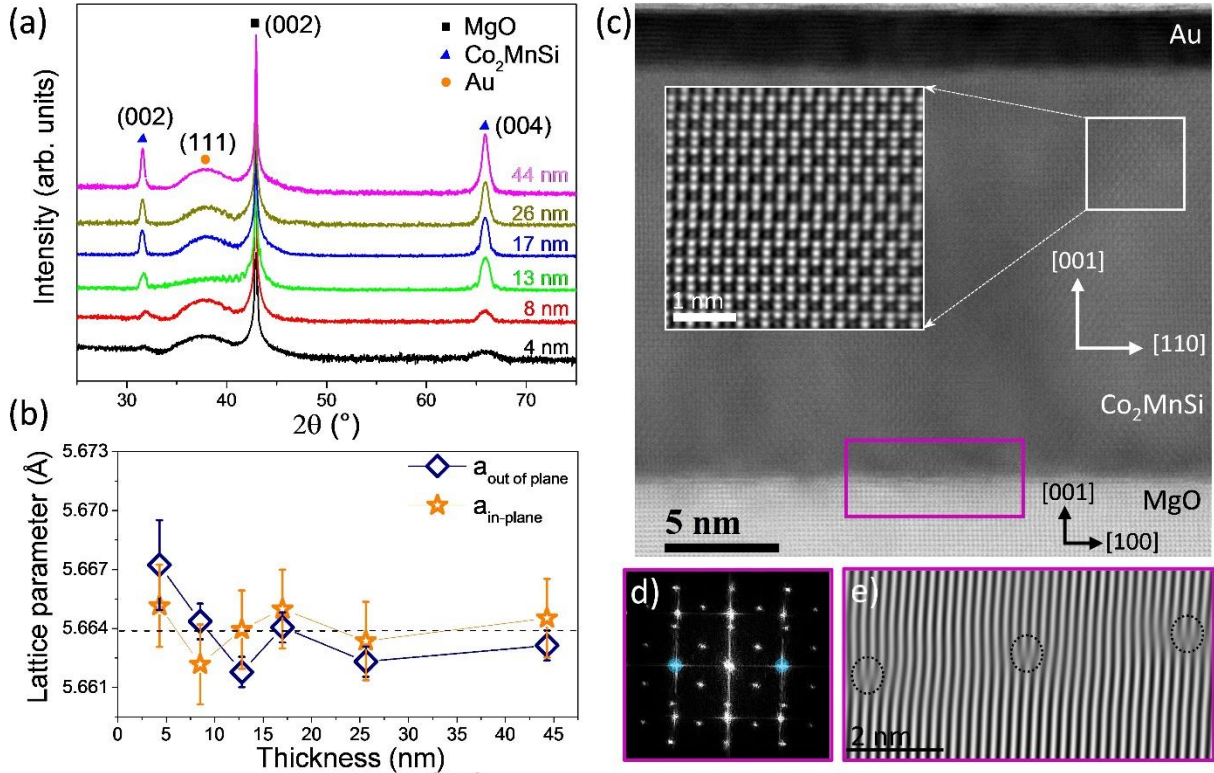 (a)
Intensity (arb. units)
(002)
(111)
(002)
(004)
MgO
Co₂MnSi
Au
44 nm
26 nm
17 nm
13 nm
8 nm
4 nm
30 40 50 60 70
2θ (°)
(b)
Lattice parameter (Å)
5.673
5.670
5.667
5.664
5.661
a out of plane
a in-plane
0 5 10 15 20 25 30 35 40 45
Thickness (nm)
(c)
Au
1 nm
[001]
[110]
Co₂MnSi
MgO
[001]
[100]
5 nm
d)
e)
2 nm